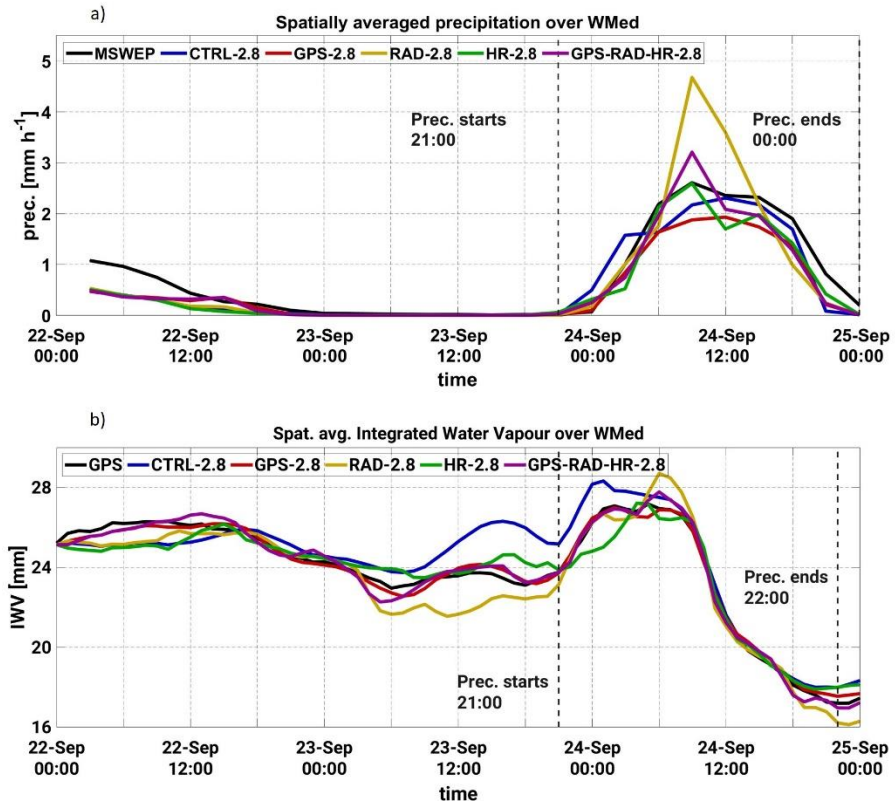 a)
Spatially averaged precipitation over WMed
MSWEP CTRL-2.8 GPS-2.8 RAD-2.8 HR-2.8 GPS-RAD-HR-2.8
5
4
3
2
1
0
prec. [mm h-1]
Prec. starts
21:00
Prec. ends
00:00
22-Sep 22-Sep 23-Sep 23-Sep 24-Sep 24-Sep 25-Sep
00:00 12:00 00:00 12:00 00:00 12:00 00:00
time
b)
Spat. avg. Integrated Water Vapour over WMed
GPS CTRL-2.8 GPS-2.8 RAD-2.8 HR-2.8 GPS-RAD-HR-2.8
28
24
20
16
IWV [mm]
Prec. starts
21:00
Prec. ends
22:00
22-Sep 22-Sep 23-Sep 23-Sep 24-Sep 24-Sep 25-Sep
00:00 12:00 00:00 12:00 00:00 12:00 00:00
time